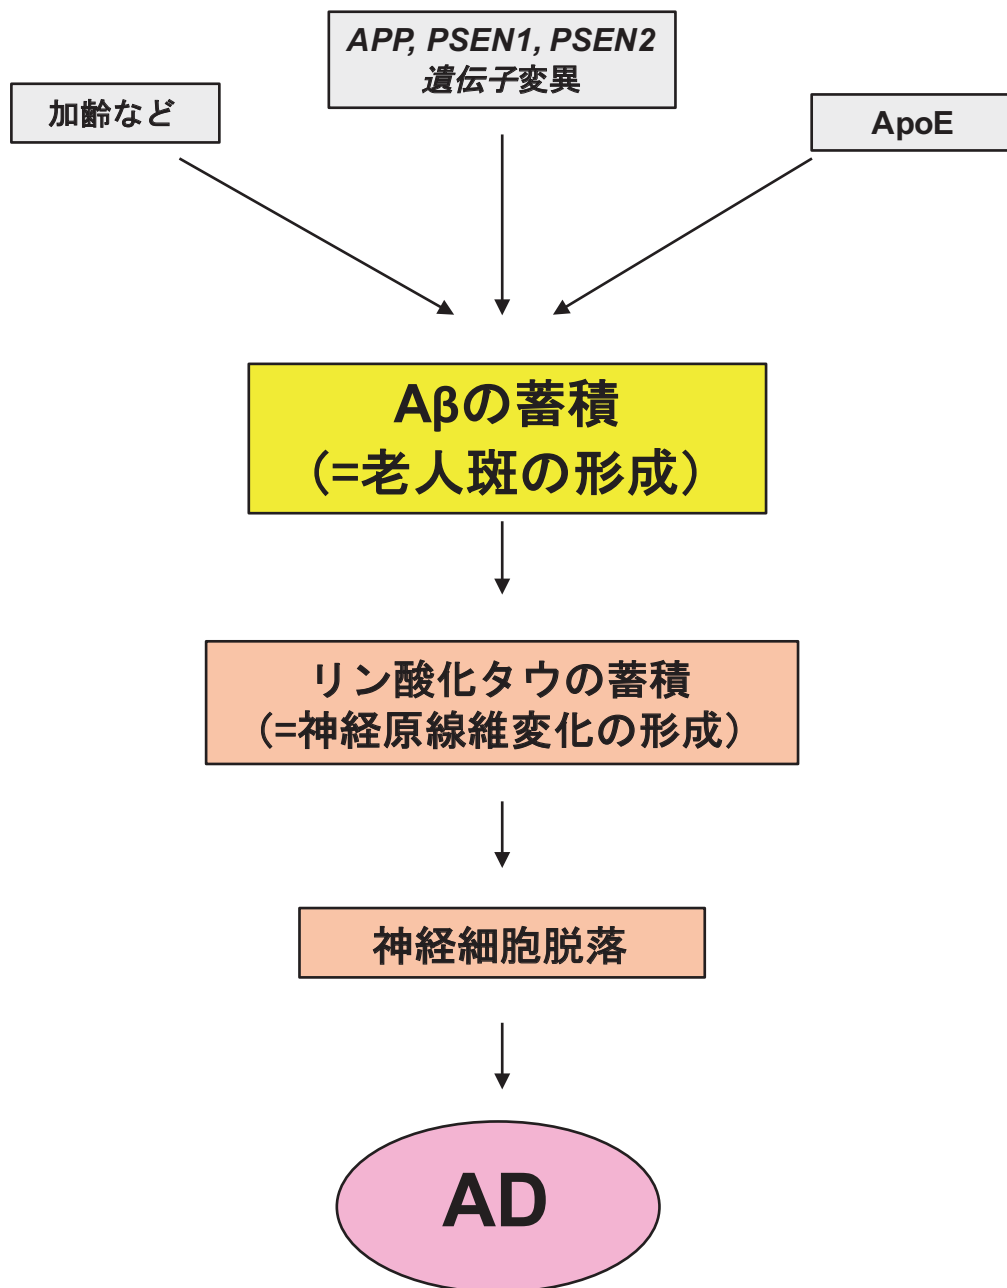 APP, PSEN1, PSEN2
遺伝子変異
加齢など
ApoE
Aβの蓄積
(=老人斑の形成)
リン酸化タウの蓄積
(=神経原線維変化の形成)
神経細胞脱落
AD